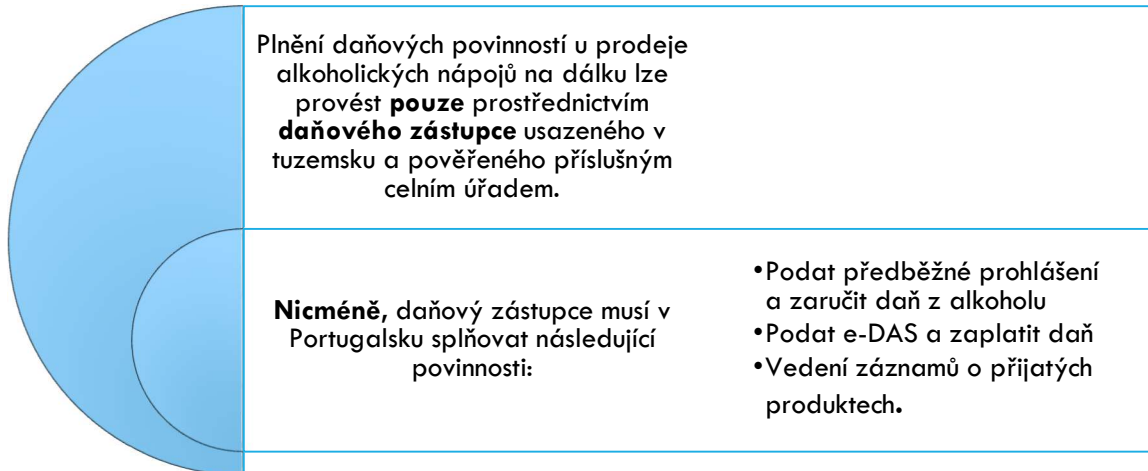 Plnění daňových povinností u prodeje
alkoholických nápojů na dálku lze
provést pouze prostřednictvím
daňového zástupce usazeného v
tuzemsku a pověřeného příslušným
celním úřadem.
Nicméně, daňový zástupce musí v
Portugalsku splňovat následující
povinnosti:
•Podat předběžné prohlášení
a zaručit daň z alkoholu
•Podat e-DAS a zaplatit daň
•Vedení záznamů o přijatých
produktech.